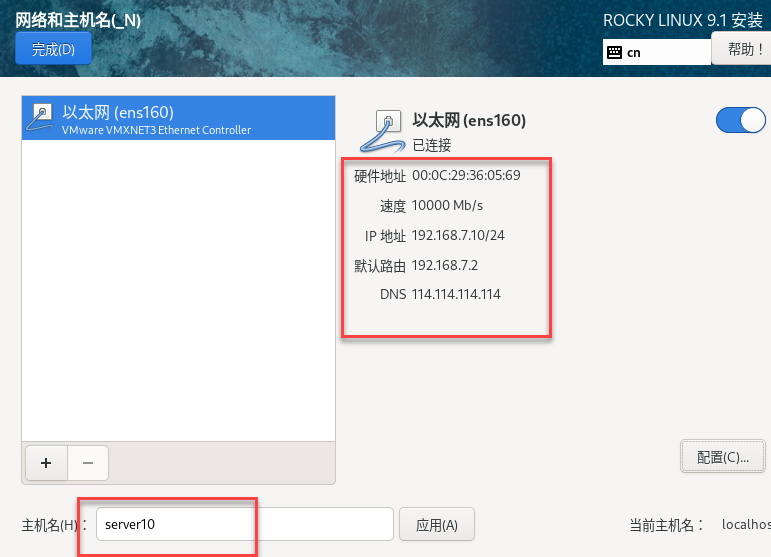 网络和主机名(_N)
ROCKY LINUX 9.1 安装
完成(D)
cn
帮助！
以太网 (ens160)
VMware VMXNET3 Ethernet Controller
以太网 (ens160)
已连接
硬件地址 00:0C:29:36:05:69
速度 10000 Mb/s
IP 地址 192.168.7.10/24
默认路由 192.168.7.2
DNS 114.114.114.114
+ −
配置(C)...
主机名(H)： server10 应用(A) 当前主机名： localhos